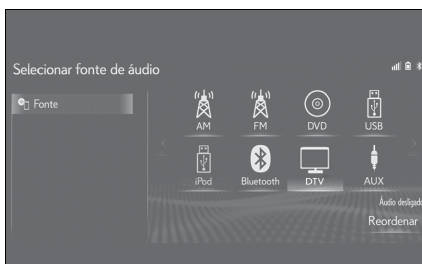 Selecionar fonte de áudio
Fonte
AM FM DVD USB
iPod Bluetooth DTV AUX
Áudio desligado
Reordenar